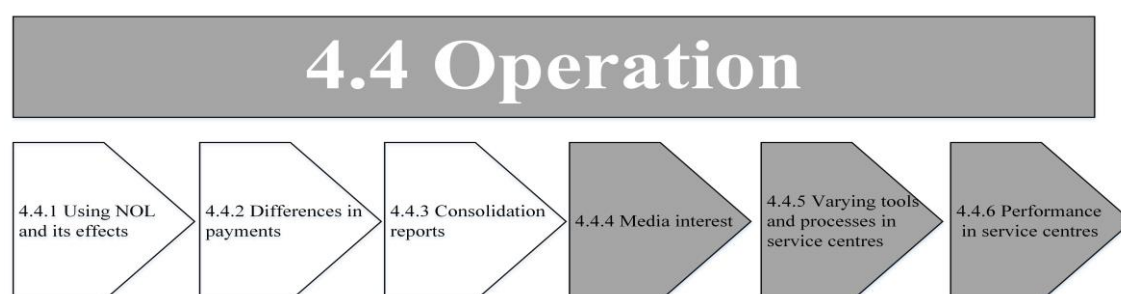 4.4 Operation
4.4.1 Using NOL
and its effects
4.4.2 Differences in
payments
4.4.3 Consolidation
reports
4.4.4 Media interest
4.4.5 Varying tools
and processes in
service centres
4.4.6 Performance
in service centres